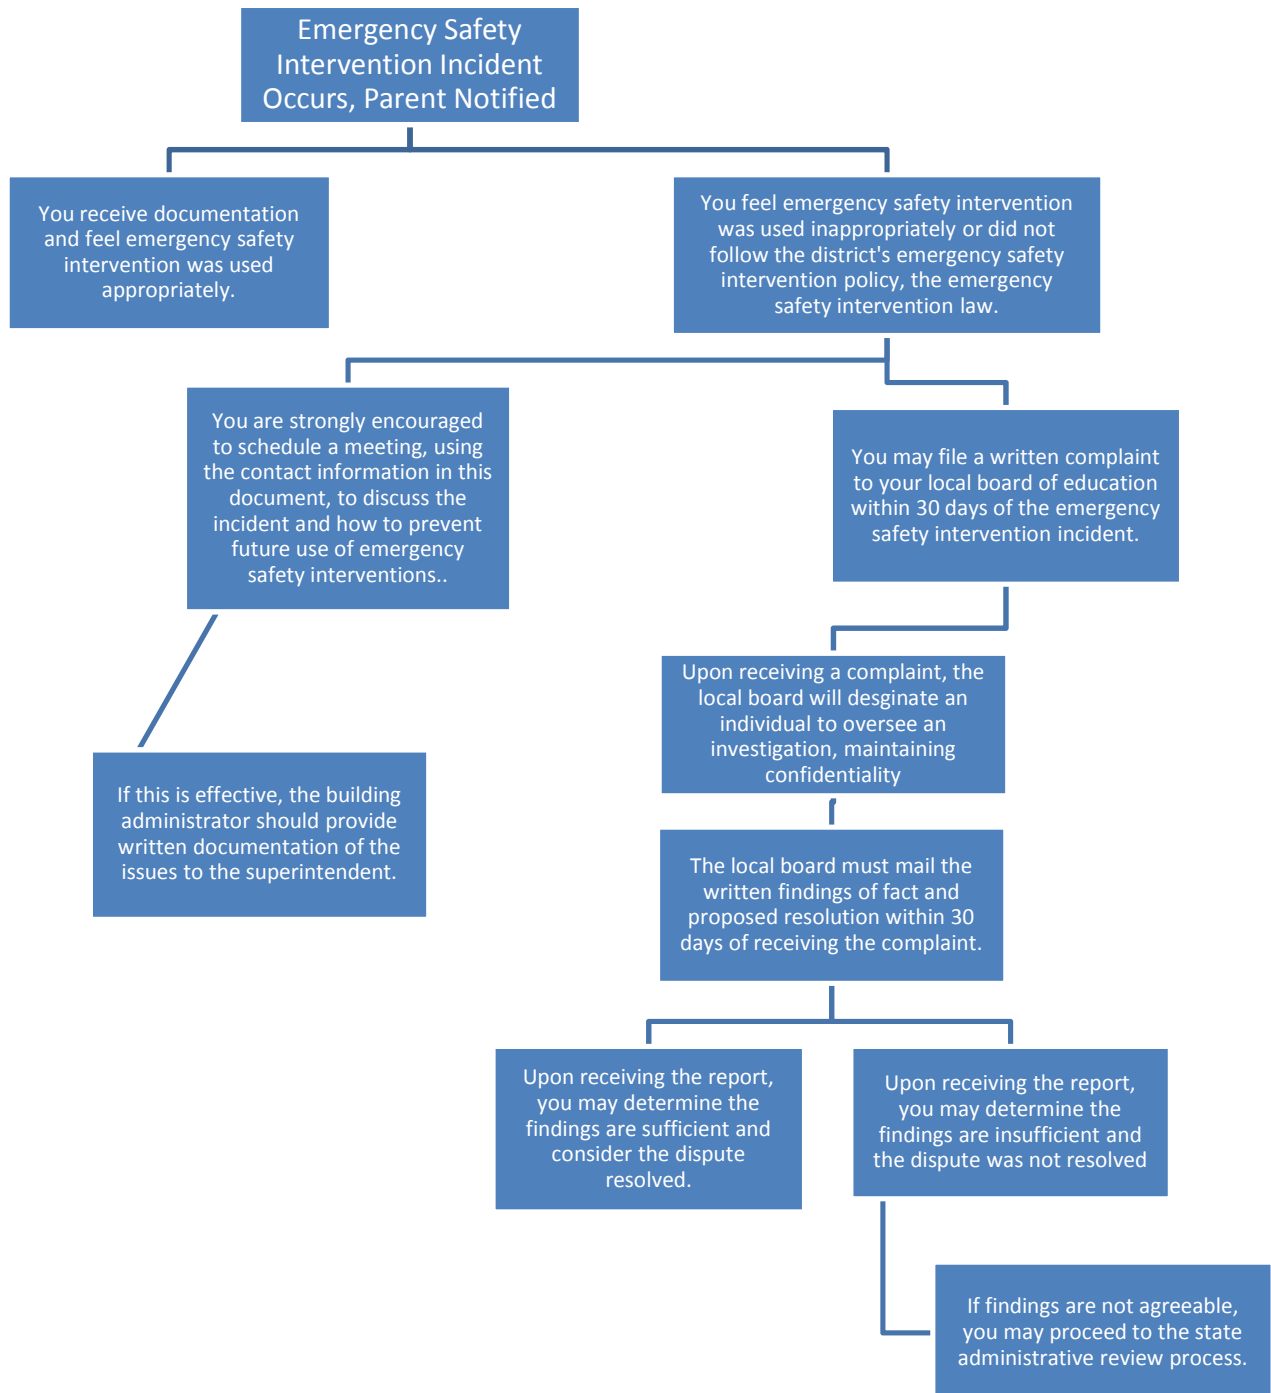 Emergency Safety
Intervention Incident
Occurs, Parent Notified
You receive documentation
and feel emergency safety
intervention was used
appropriately.
You feel emergency safety intervention
was used inappropriately or did not
follow the district's emergency safety
intervention policy, the emergency
safety intervention law.
You are strongly encouraged
to schedule a meeting, using
the contact information in this
document, to discuss the
incident and how to prevent
future use of emergency
safety interventions..
You may file a written complaint
to your local board of education
within 30 days of the emergency
safety intervention incident.
Upon receiving a complaint, the
local board will desginate an
individual to oversee an
investigation, maintaining
confidentiality
If this is effective, the building
administrator should provide
written documentation of the
issues to the superintendent.
The local board must mail the
written findings of fact and
proposed resolution within 30
days of receiving the complaint.
Upon receiving the report,
you may determine the
findings are sufficient and
consider the dispute
resolved.
Upon receiving the report,
you may determine the
findings are insufficient and
the dispute was not resolved
If findings are not agreeable,
you may proceed to the state
administrative review process.